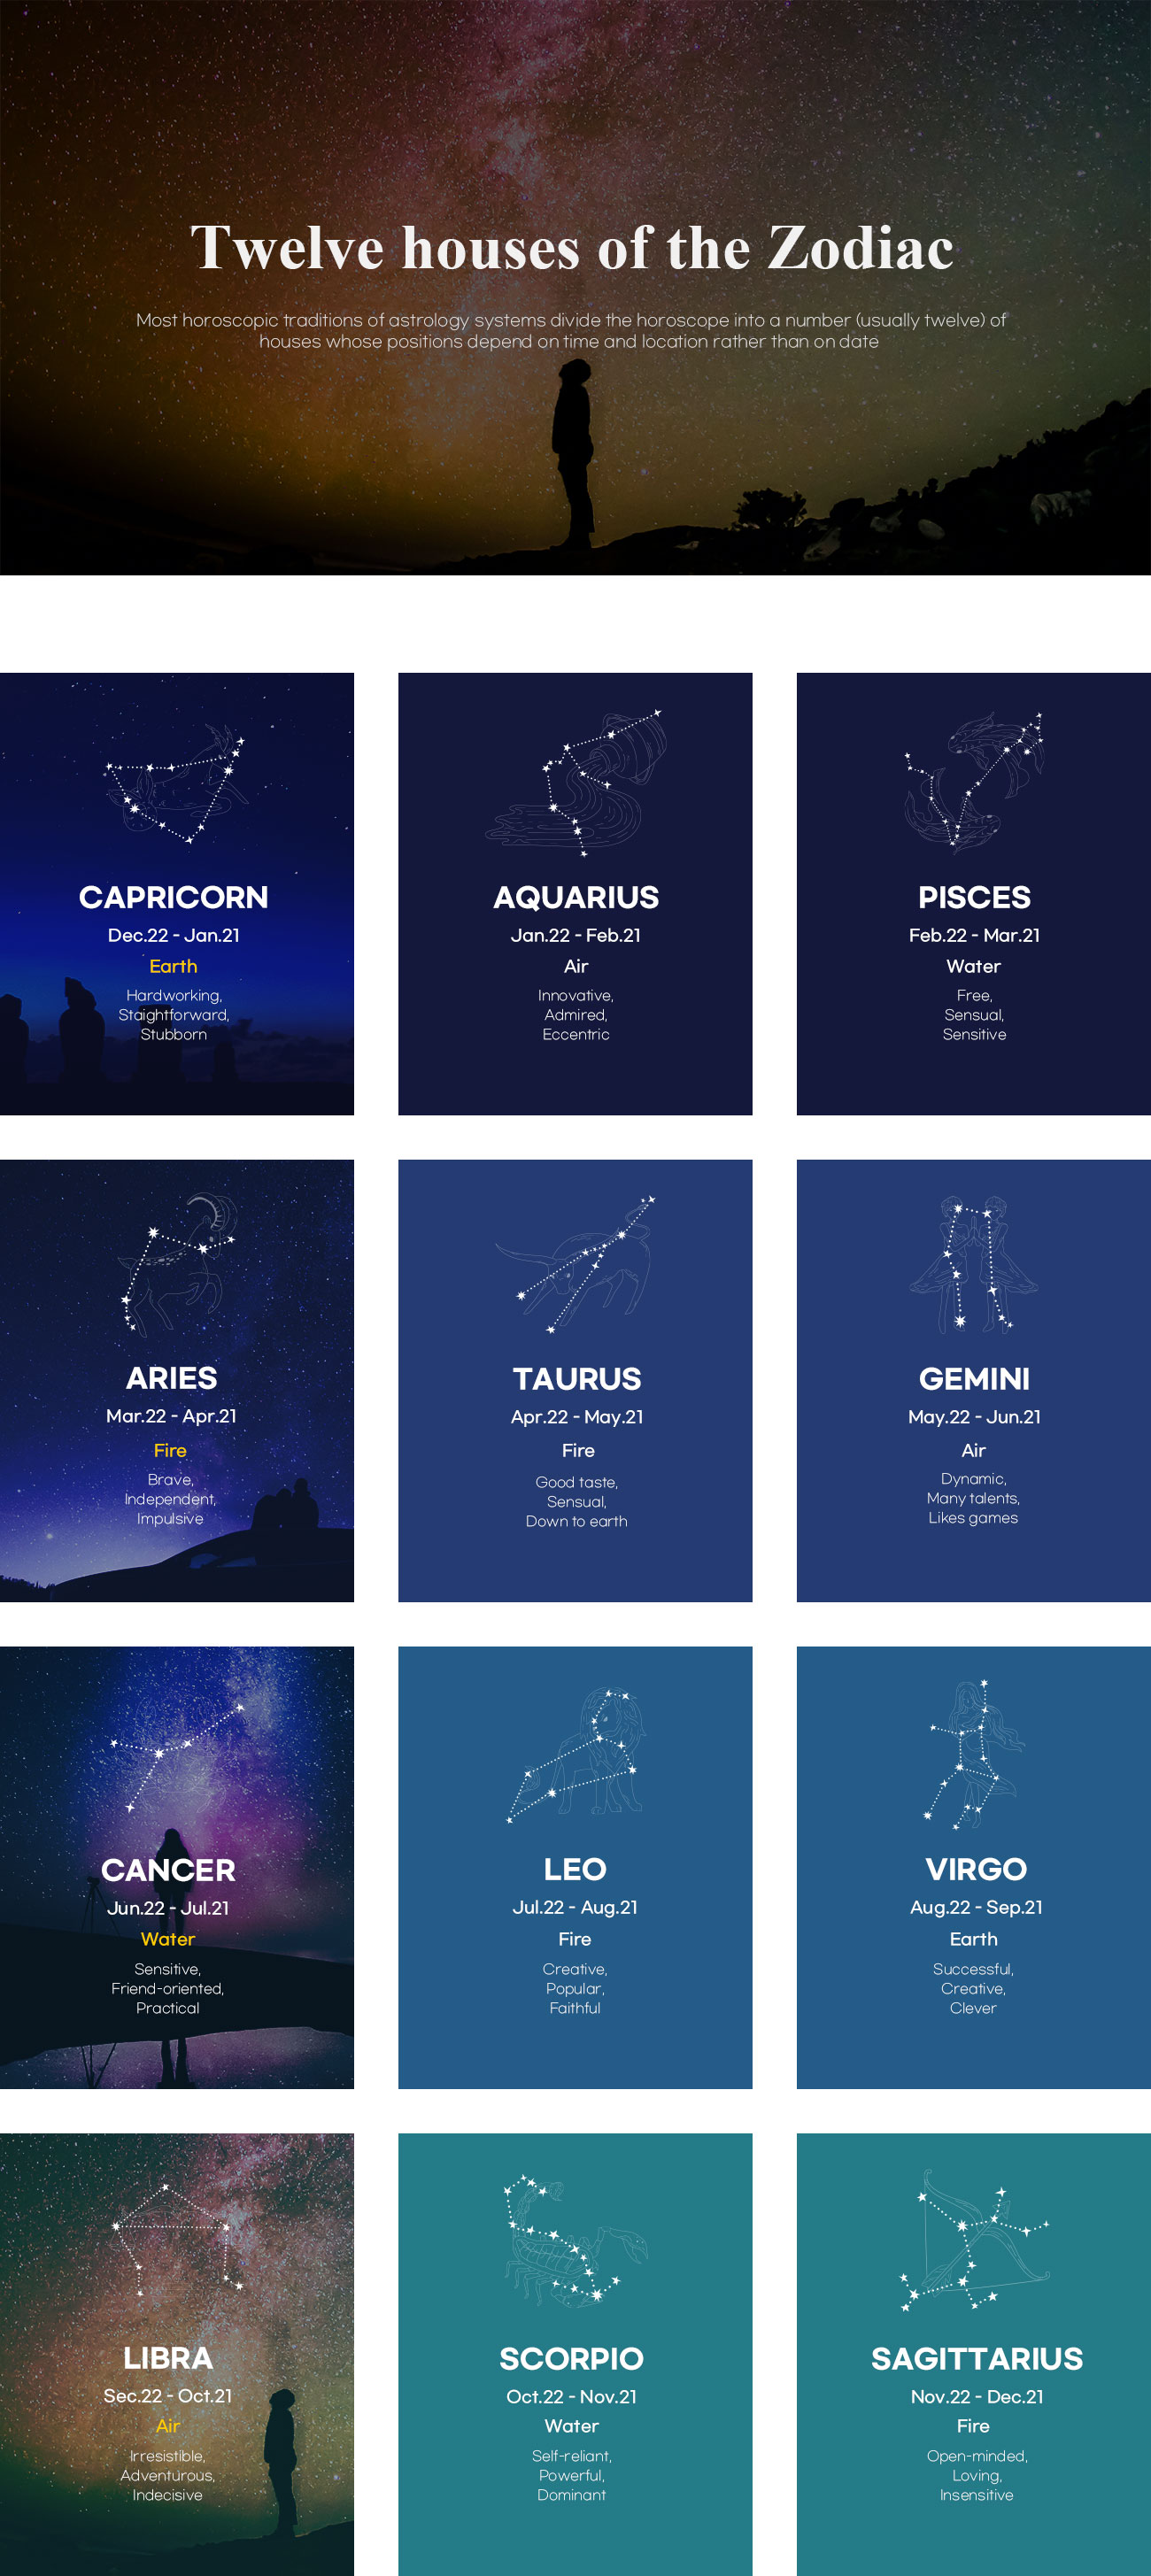 Twelve houses of the Zodiac
Most horoscopic traditions of astrology systems divide the horoscope into a number (usually twelve) of
houses whose positions depend on time and location rather than on date
CAPRICORN
Dec.22 - Jan.21
Earth
Hardworking,
Staightforward,
Stubborn
AQUARIUS
Jan.22 - Feb.21
Air
Innovative,
Admired,
Eccentric
PISCES
Feb.22 - Mar.21
Water
Free,
Sensual,
Sensitive
ARIES
Mar.22 - Apr.21
Fire
Brave,
Independent,
Impulsive
TAURUS
Apr.22 - May.21
Fire
Good taste,
Sensual,
Down to earth
GEMINI
May.22 - Jun.21
Air
Dynamic,
Many talents,
Likes games
CANCER
Jun.22 - Jul.21
Water
Sensitive,
Friend-oriented,
Practical
LEO
Jul.22 - Aug.21
Fire
Creative,
Popular,
Faithful
VIRGO
Aug.22 - Sep.21
Earth
Successful,
Creative,
Clever
LIBRA
Sec.22 - Oct.21
Air
Irresistible,
Adventurous,
Indecisive
SCORPIO
Oct.22 - Nov.21
Water
Self-reliant,
Powerful,
Dominant
SAGITTARIUS
Nov.22 - Dec.21
Fire
Open-minded,
Loving,
Insensitive